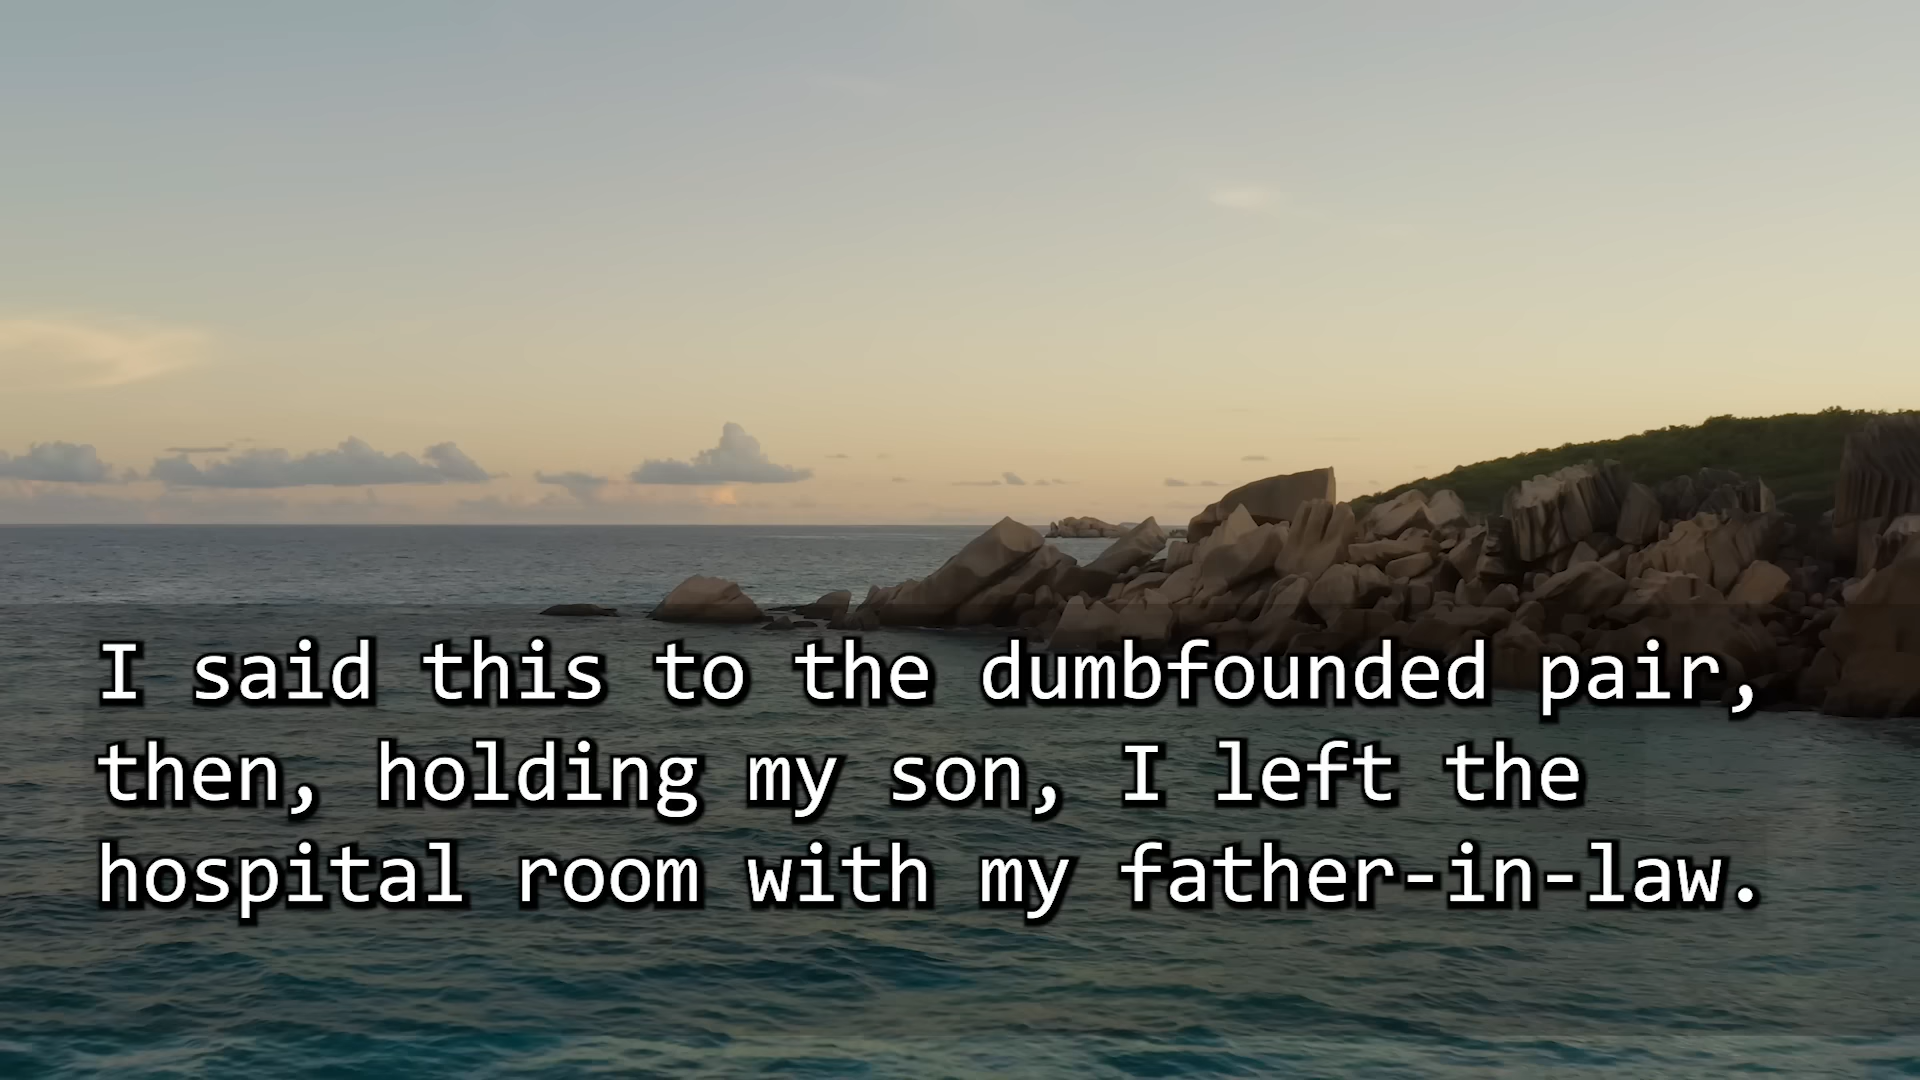 I said this to the dumbfounded pair,
then, holding my son, I left the
hospital room with my father-in-law.